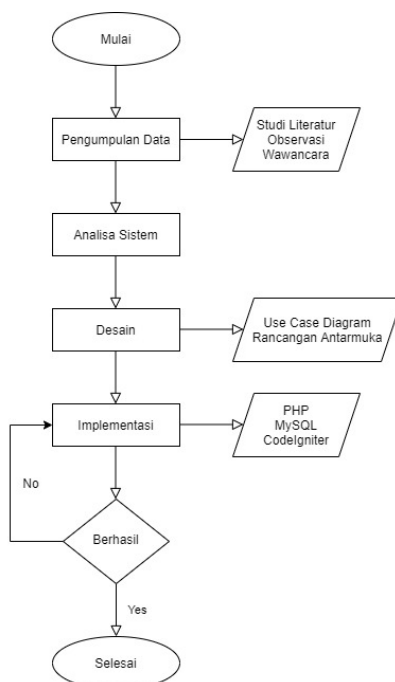 Mulai
Pengumpulan Data
Studi Literatur
Observasi
Wawancara
Analisa Sistem
Desain
Use Case Diagram
Rancangan Antarmuka
Implementasi
PHP
MySQL
CodeIgniter
No
Berhasil
Yes
Selesai